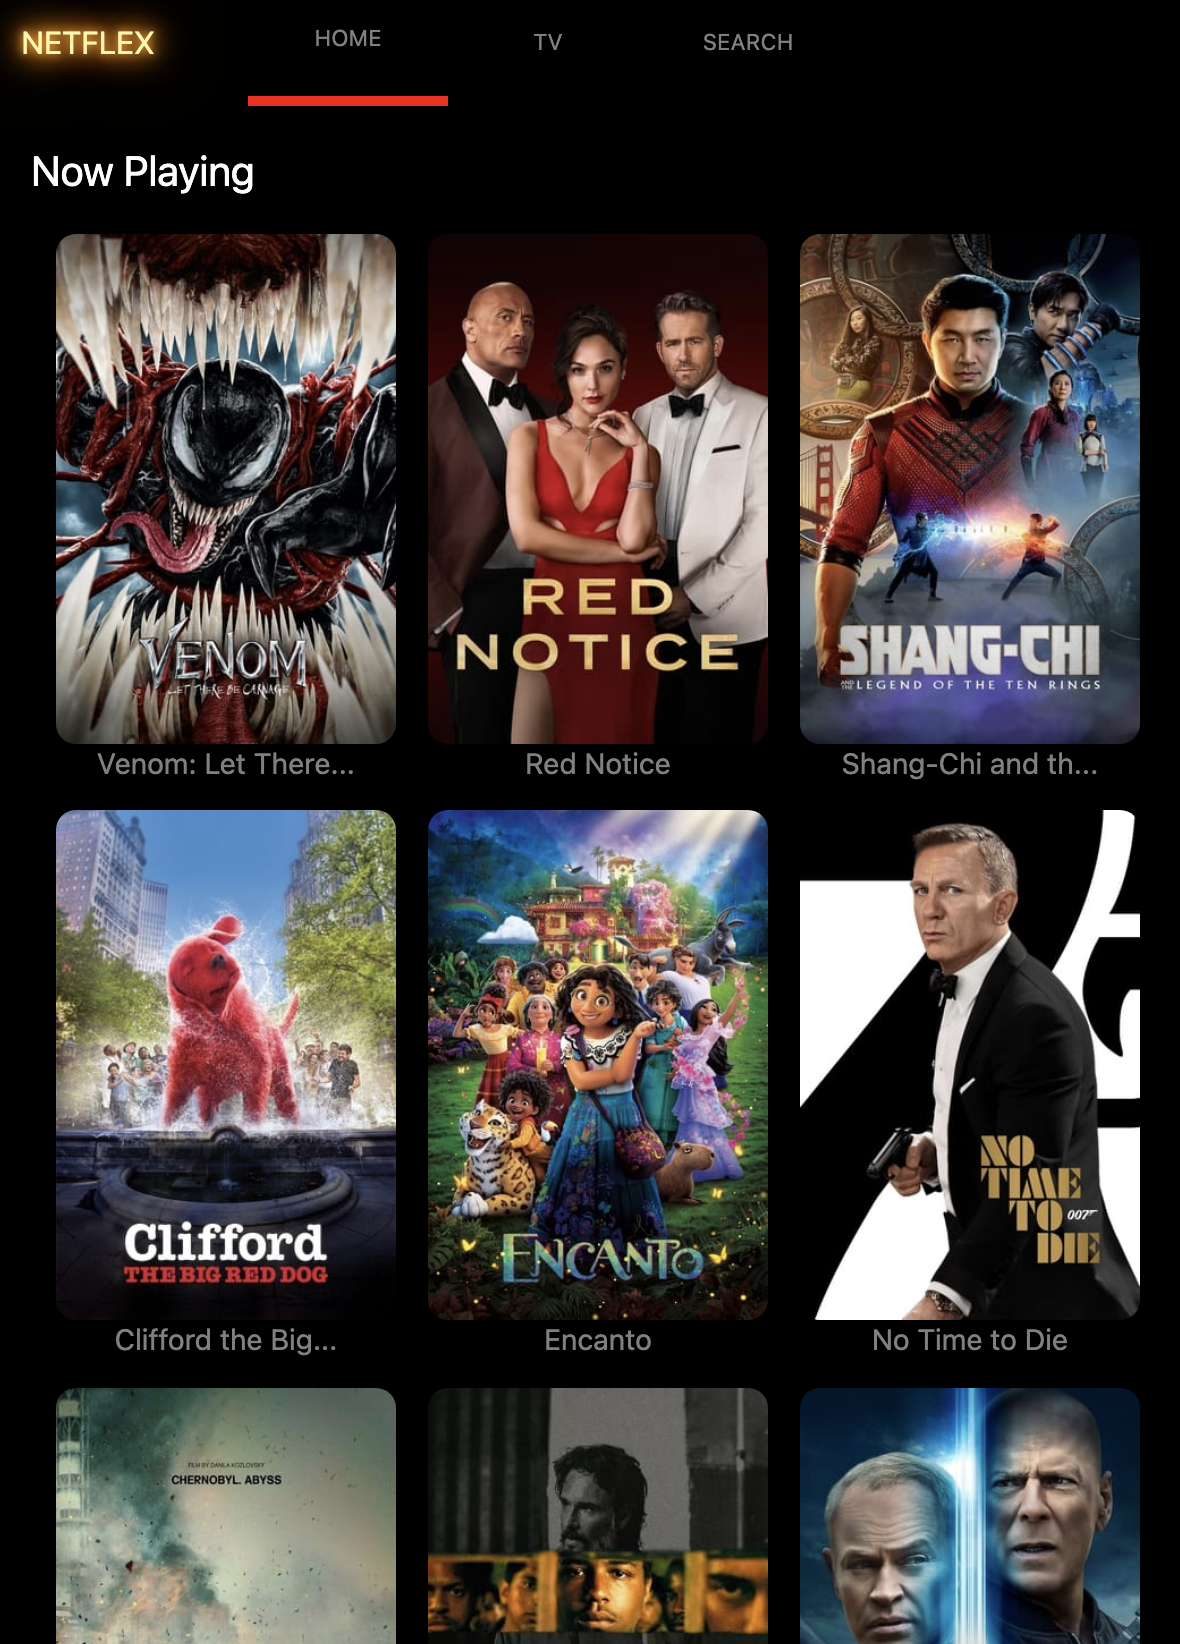 NETFLEX
HOME
TV
SEARCH
Now Playing
VENOM
LET THERE BE CARNAGE
RED
NOTICE
SHANG-CHI
AND THE LEGEND OF THE TEN RINGS
Venom: Let There...
Red Notice
Shang-Chi and th...
Clifford
THE BIG RED DOG
ENCANTO
NO
TIME
TO 007
DIE
Clifford the Big...
Encanto
No Time to Die
FILM BY DANILA KOZLOVSKY
CHERNOBYL. ABYSS